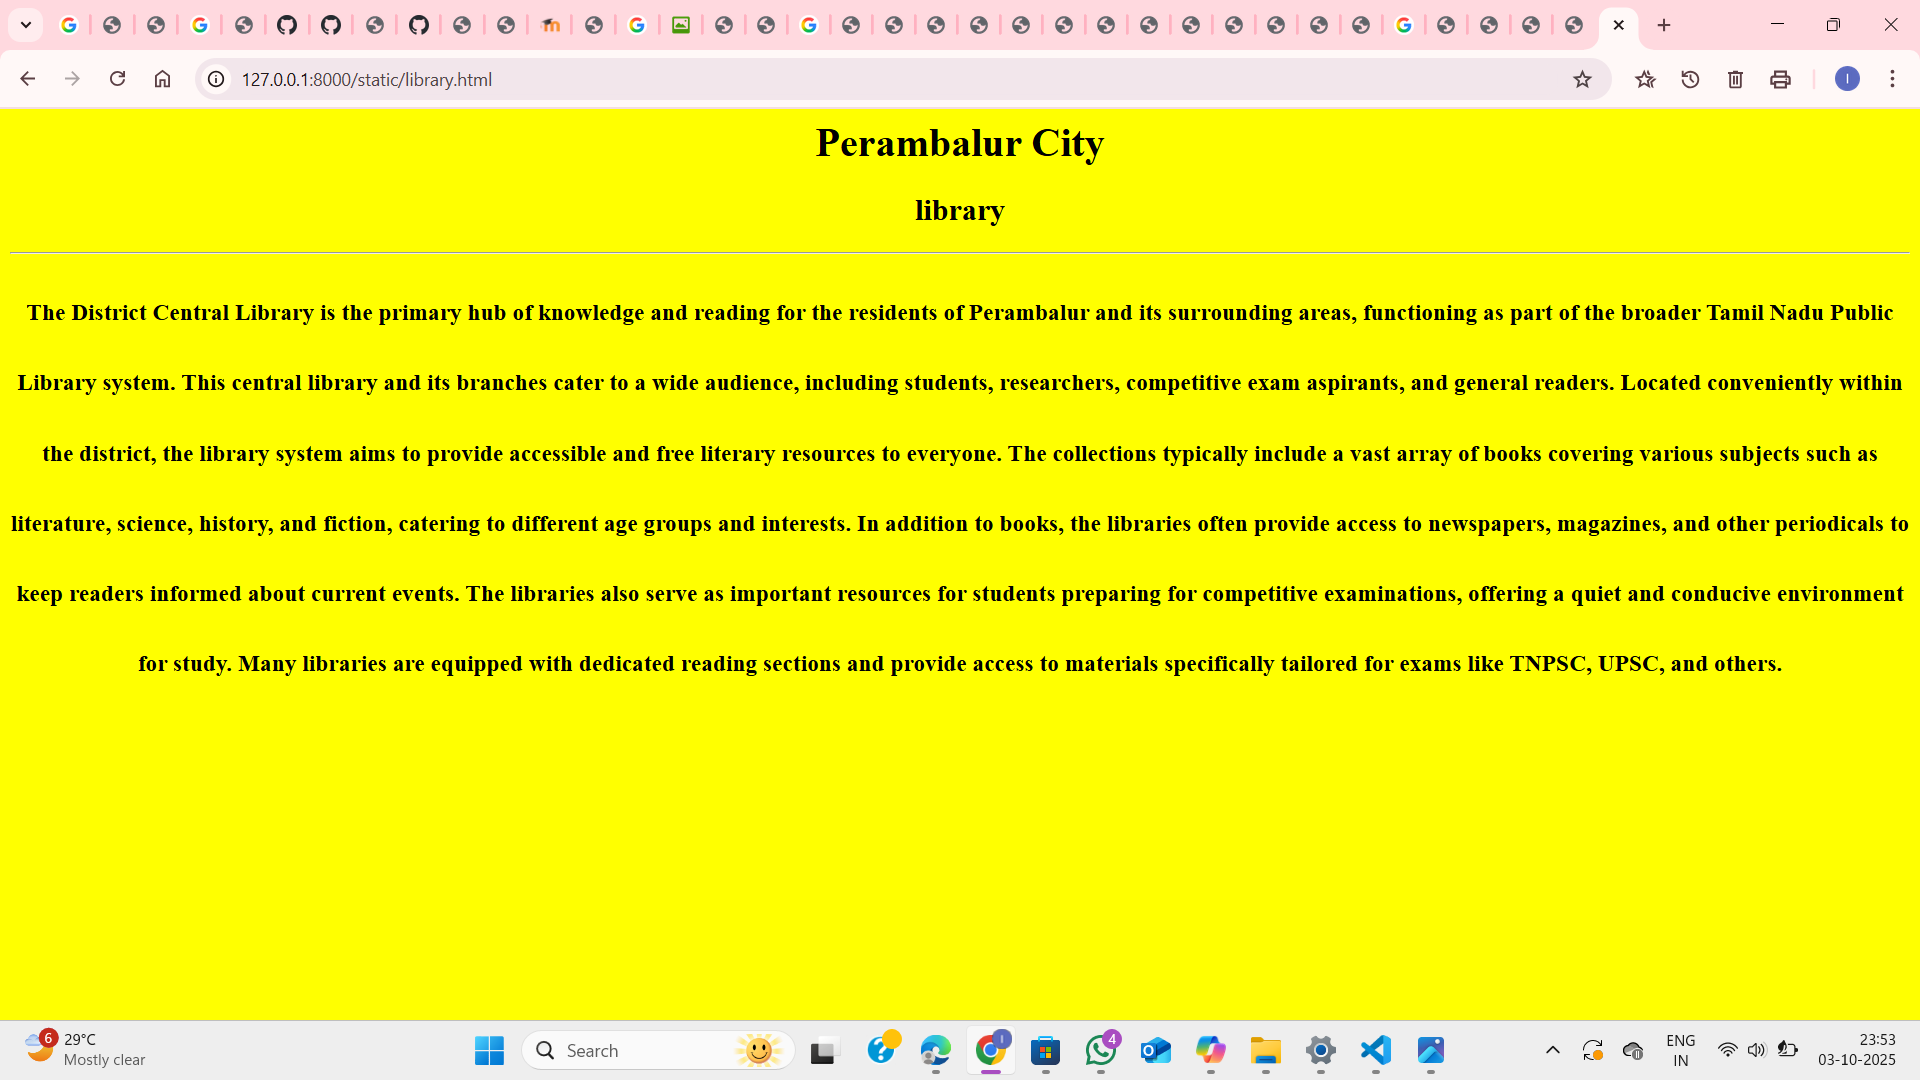 127.0.0.1:8000/static/library.html
Perambalur City
library
The District Central Library is the primary hub of knowledge and reading for the residents of Perambalur and its surrounding areas, functioning as part of the broader Tamil Nadu Public
Library system. This central library and its branches cater to a wide audience, including students, researchers, competitive exam aspirants, and general readers. Located conveniently within
the district, the library system aims to provide accessible and free literary resources to everyone. The collections typically include a vast array of books covering various subjects such as
literature, science, history, and fiction, catering to different age groups and interests. In addition to books, the libraries often provide access to newspapers, magazines, and other periodicals to
keep readers informed about current events. The libraries also serve as important resources for students preparing for competitive examinations, offering a quiet and conducive environment
for study. Many libraries are equipped with dedicated reading sections and provide access to materials specifically tailored for exams like TNPSC, UPSC, and others.
6
29°C
Mostly clear
Search
4
ENG
IN
23:53
03-10-2025